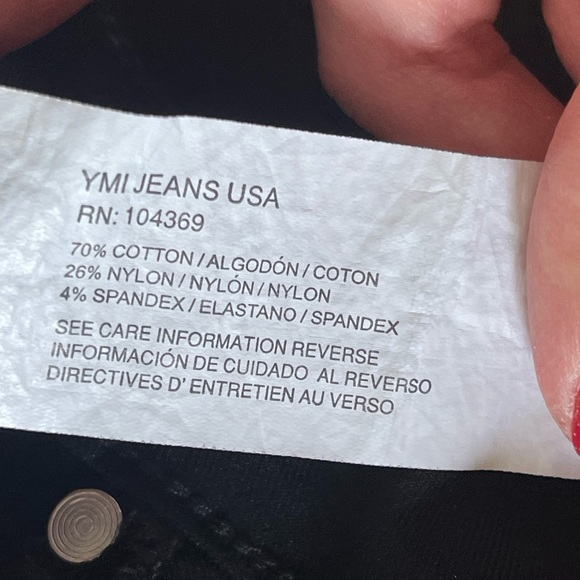 YMI JEANS USA
RN: 104369
70% COTTON / ALGODÓN / COTON
26% NYLON / NYLÓN / NYLON
4% SPANDEX / ELASTANO / SPANDEX
SEE CARE INFORMATION REVERSE
INFORMACIÓN DE CUIDADO AL REVERSO
DIRECTIVES D' ENTRETIEN AU VERSO